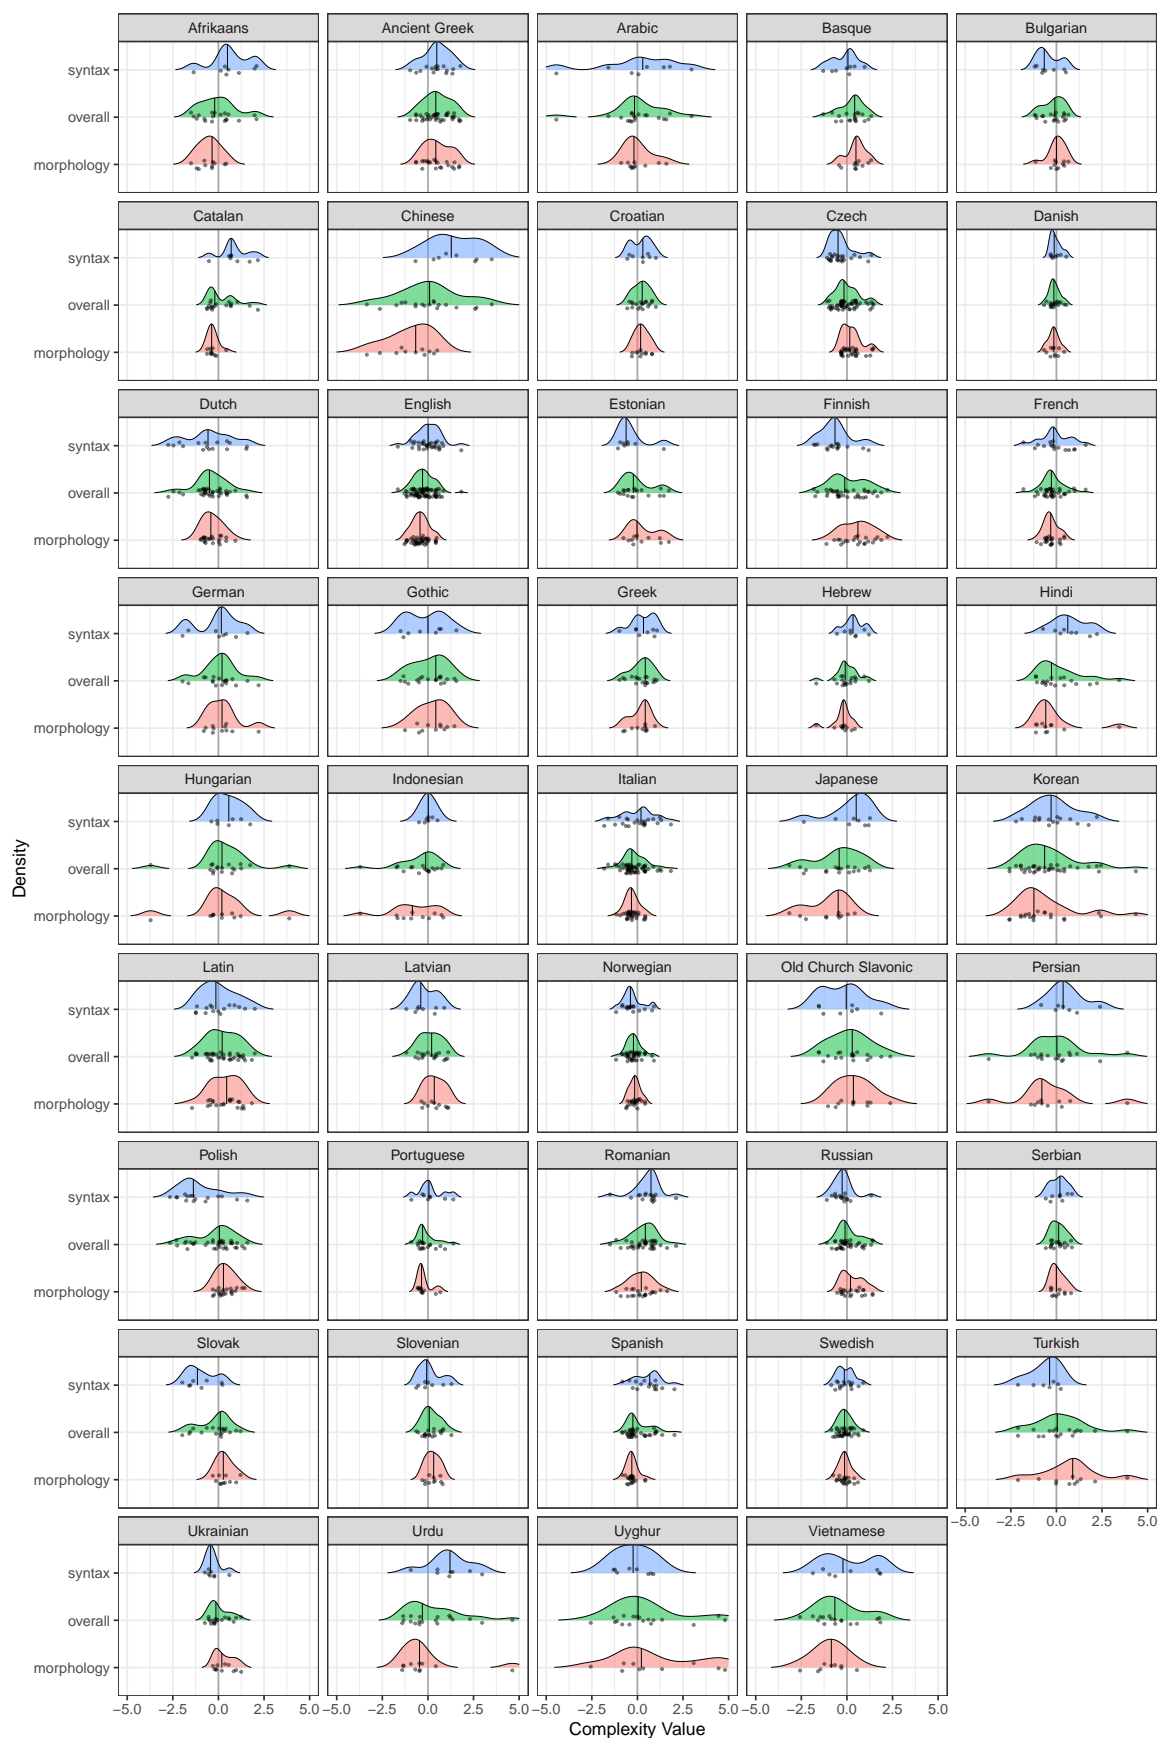 Afrikaans Ancient Greek Arabic Basque Bulgarian
syntax
overall
morphology
Catalan Chinese Croatian Czech Danish
syntax
overall
morphology
Dutch English Estonian Finnish French
syntax
overall
morphology
German Gothic Greek Hebrew Hindi
syntax
overall
morphology
Hungarian Indonesian Italian Japanese Korean
syntax
overall
morphology
Density
Latin Latvian Norwegian Old Church Slavonic Persian
syntax
overall
morphology
Polish Portuguese Romanian Russian Serbian
syntax
overall
morphology
Slovak Slovenian Spanish Swedish Turkish
syntax
overall
morphology
−5.0 −2.5 0.0 2.5 5.0
Ukrainian Urdu Uyghur Vietnamese
syntax
overall
morphology
−5.0 −2.5 0.0 2.5 5.0 −5.0 −2.5 0.0 2.5 5.0 −5.0 −2.5 0.0 2.5 5.0 −5.0 −2.5 0.0 2.5 5.0
Complexity Value